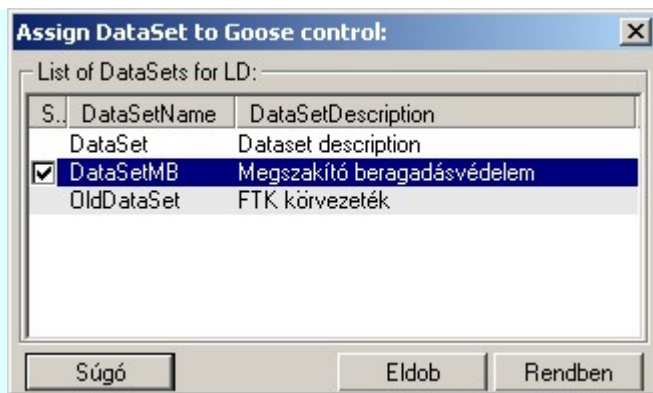 Assign DataSet to Goose control:
List of DataSets for LD:
S.. DataSetName DataSetDescription
DataSet Dataset description
DataSetMB Megszakító beragadásvédelem
OldDataSet FTK körvezeték
Súgó Eldob Rendben